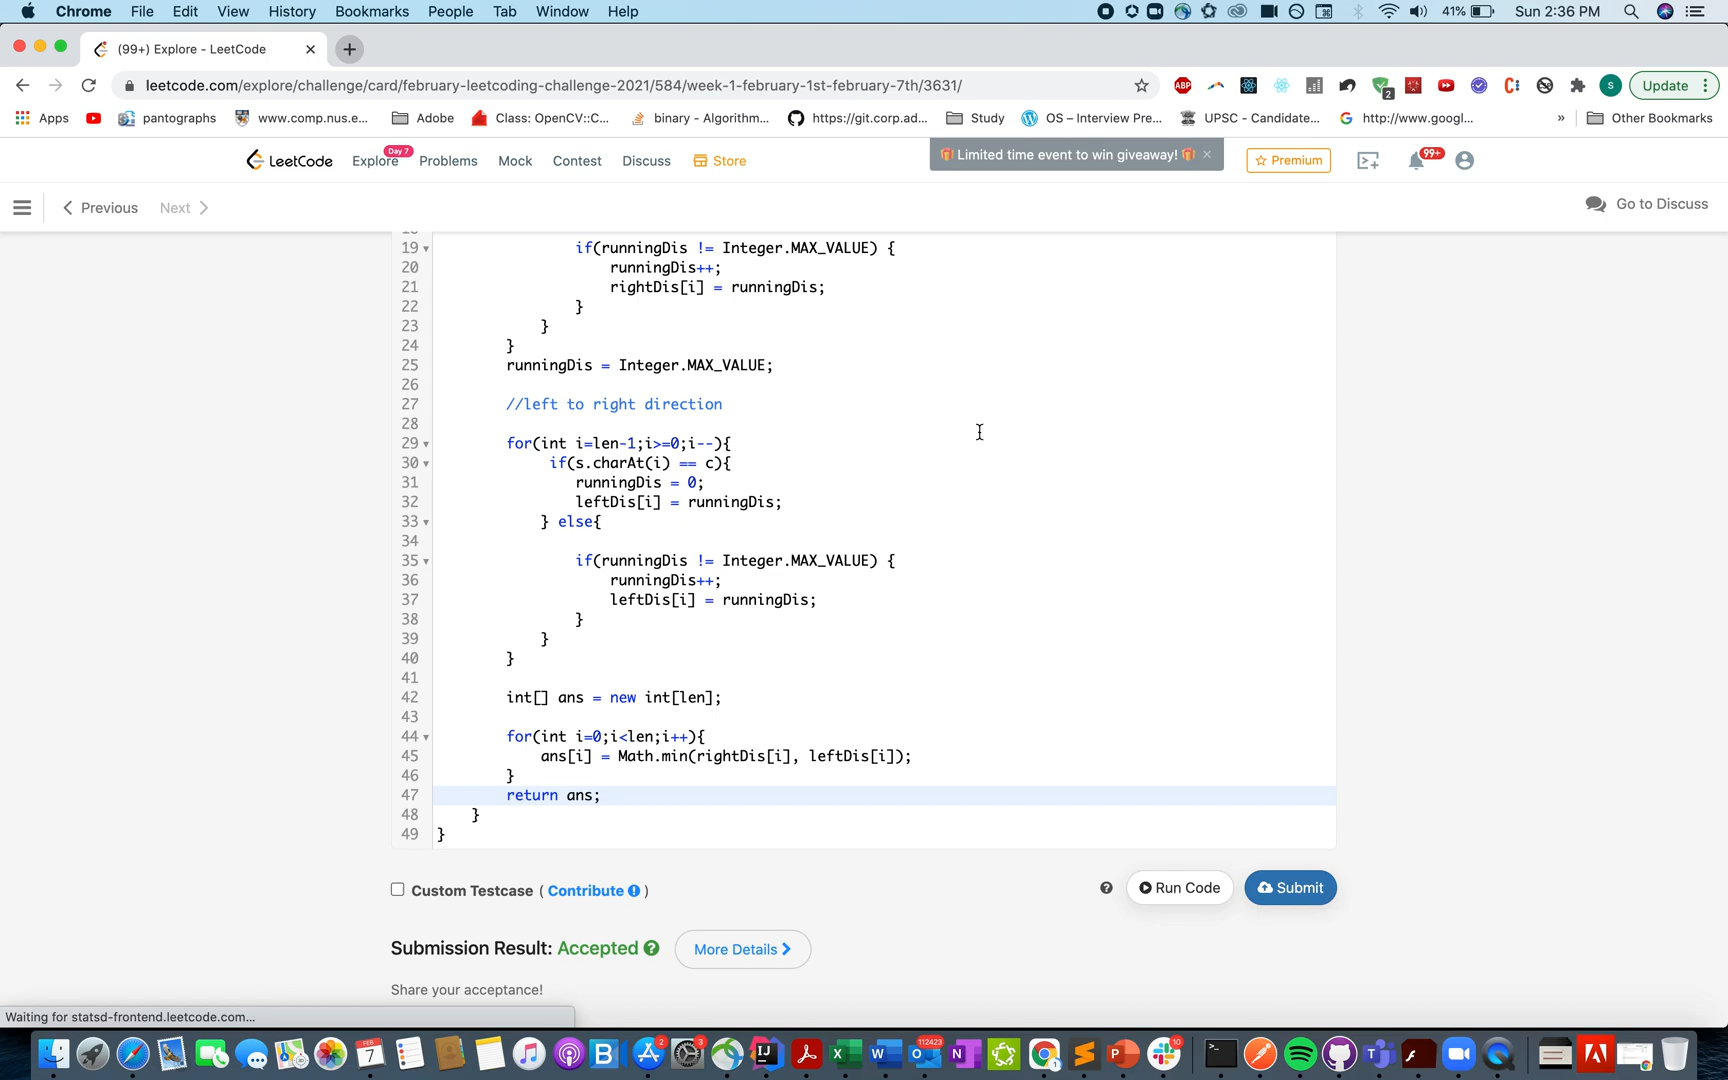 Chrome File Edit View History Bookmarks People Tab Window Help 41% Sun 2:36 PM
(99+) Explore - LeetCode
leetcode.com/explore/challenge/card/february-leetcoding-challenge-2021/584/week-1-february-1st-february-7th/3631/ ABP 2 S Update
Apps pantographs www.comp.nus.e... Adobe Class: OpenCV::C... binary - Algorithm... https://git.corp.ad... Study OS – Interview Pre... UPSC - Candidate... http://www.googl... » Other Bookmarks
LeetCode Explore Day 7 Problems Mock Contest Discuss Store Limited time event to win giveaway! Premium 99+
Previous Next Go to Discuss
19 if(runningDis != Integer.MAX_VALUE) {
20 runningDis++;
21 rightDis[i] = runningDis;
22 }
23 }
24 }
25 runningDis = Integer.MAX_VALUE;
26
27 //left to right direction
28
29 for(int i=len-1;i>=0;i--){
30 if(s.charAt(i) == c){
31 runningDis = 0;
32 leftDis[i] = runningDis;
33 } else{
34
35 if(runningDis != Integer.MAX_VALUE) {
36 runningDis++;
37 leftDis[i] = runningDis;
38 }
39 }
40 }
41
42 int[] ans = new int[len];
43
44 for(int i=0;i<len;i++){
45 ans[i] = Math.min(rightDis[i], leftDis[i]);
46 }
47 return ans;
48 }
49 }
Custom Testcase ( Contribute ) Run Code Submit
Submission Result: Accepted More Details
Share your acceptance!
Waiting for statsd-frontend.leetcode.com...
FEB 7 2 3 112423 10